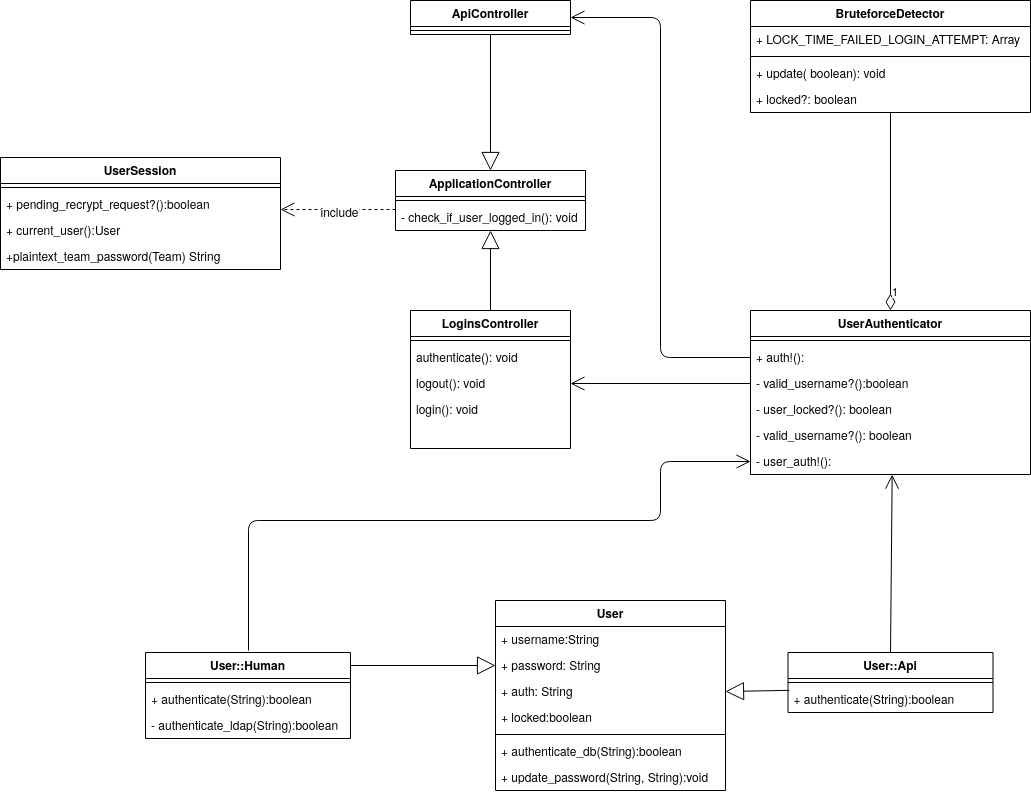 ApiController
BruteforceDetector
+ LOCK_TIME_FAILED_LOGIN_ATTEMPT: Array
+ update( boolean): void
+ locked?: boolean
UserSession
+ pending_recrypt_request?():boolean
+ current_user():User
+plaintext_team_password(Team) String
include
ApplicationController
- check_if_user_logged_in(): void
LoginsController
authenticate(): void
logout(): void
login(): void
1
UserAuthenticator
+ auth!():
- valid_username?():boolean
- user_locked?(): boolean
- valid_username?(): boolean
- user_auth!():
User::Human
+ authenticate(String):boolean
- authenticate_ldap(String):boolean
User
+ username:String
+ password: String
+ auth: String
+ locked:boolean
+ authenticate_db(String):boolean
+ update_password(String, String):void
User::Api
+ authenticate(String):boolean